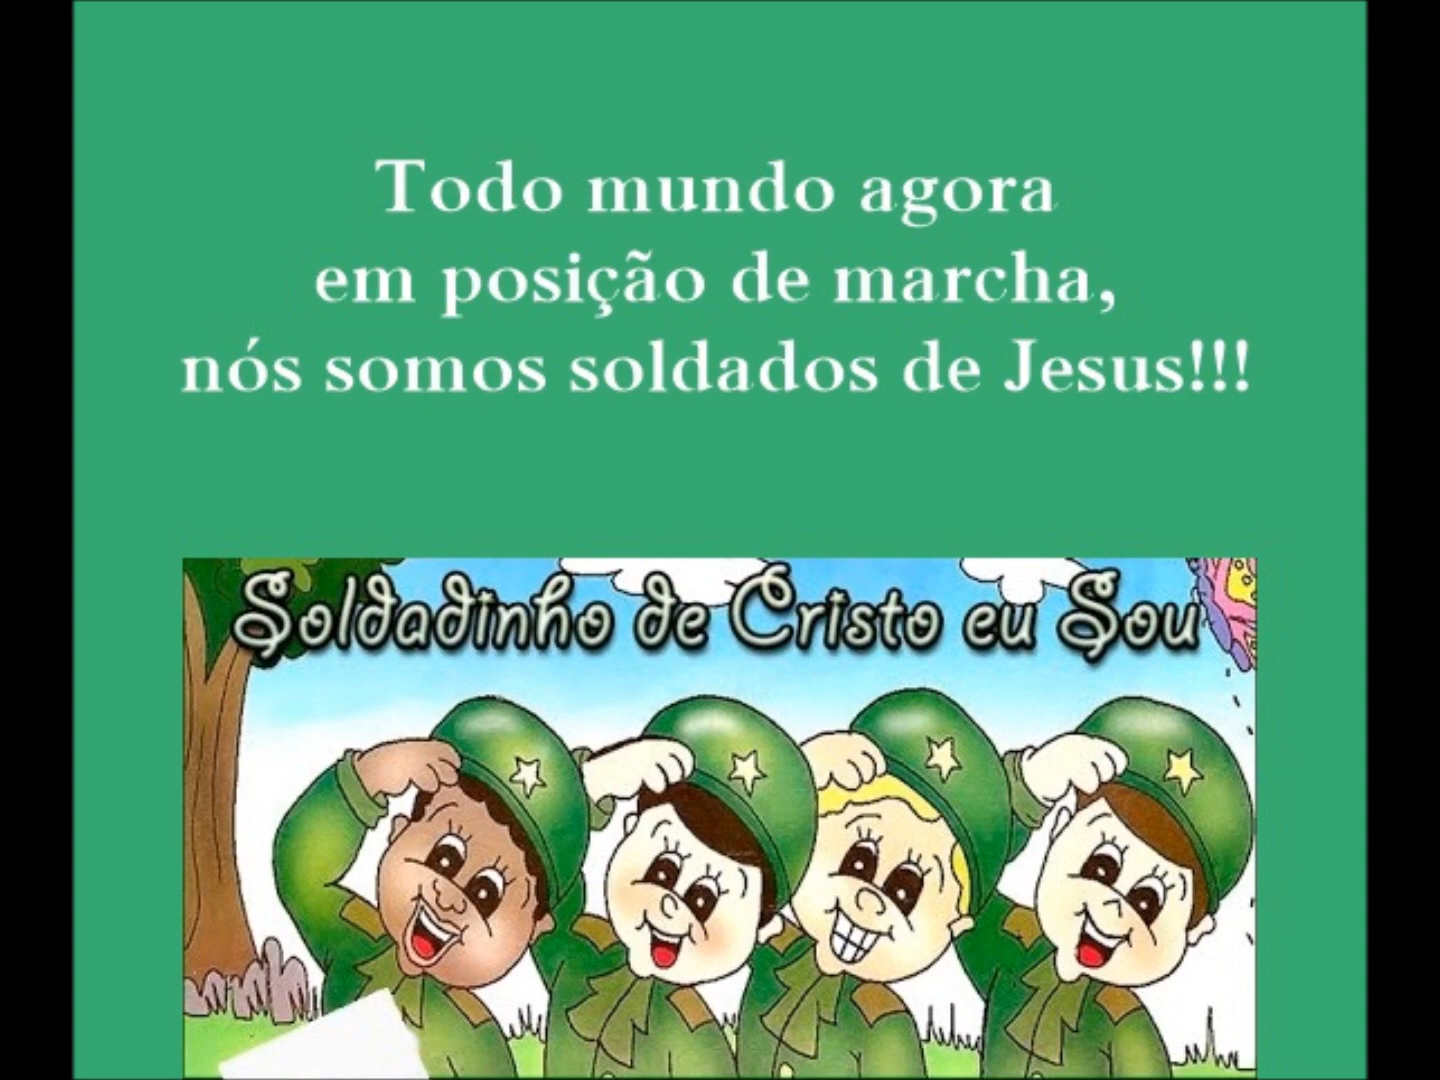 Todo mundo agora
em posição de marcha,
nós somos soldados de Jesus!!!
Soldadinho de Cristo eu Sou